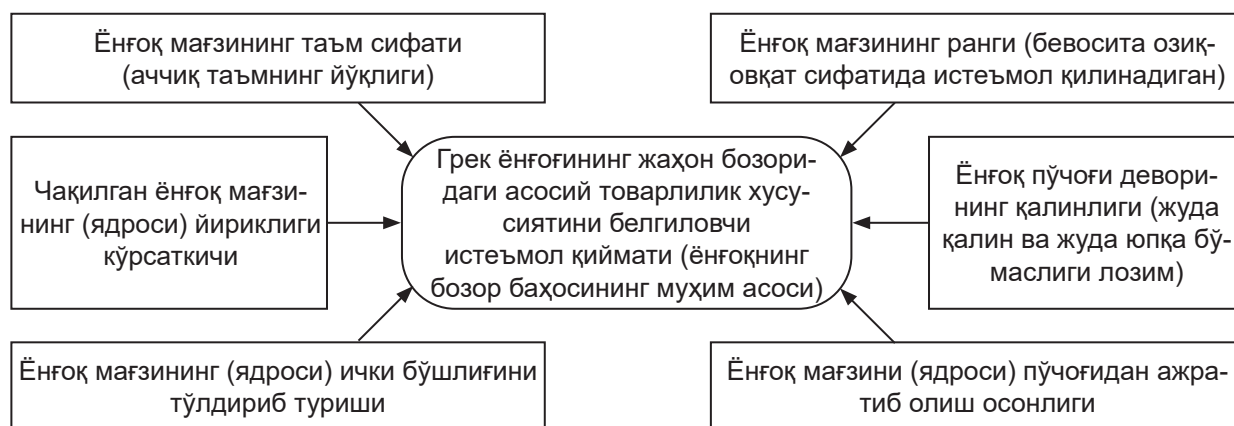 Ёнғоқ мағзининг таъм сифати
(аччиқ таъмнинг йўқлиги)
Ёнғоқ мағзининг ранги (бевосита озиқ-
овқат сифатида истеъмол қилинадиган)
Чақилган ёнғоқ мағзи-
нинг (ядроси) йириклиги
кўрсаткичи
Грек ёнғоғининг жаҳон бозори-
даги асосий товарлилик хусу-
сиятини белгиловчи
истеъмол қиймати (ёнғоқнинг
бозор баҳосининг муҳим асоси)
Ёнғоқ пўчоғи девори-
нинг қалинлиги (жуда
қалин ва жуда юпқа бў-
маслиги лозим)
Ёнғоқ мағзининг (ядроси) ички бўшлиғини
тўлдириб туриши
Ёнғоқ мағзини (ядроси) пўчоғидан ажра-
тиб олиш осонлиги